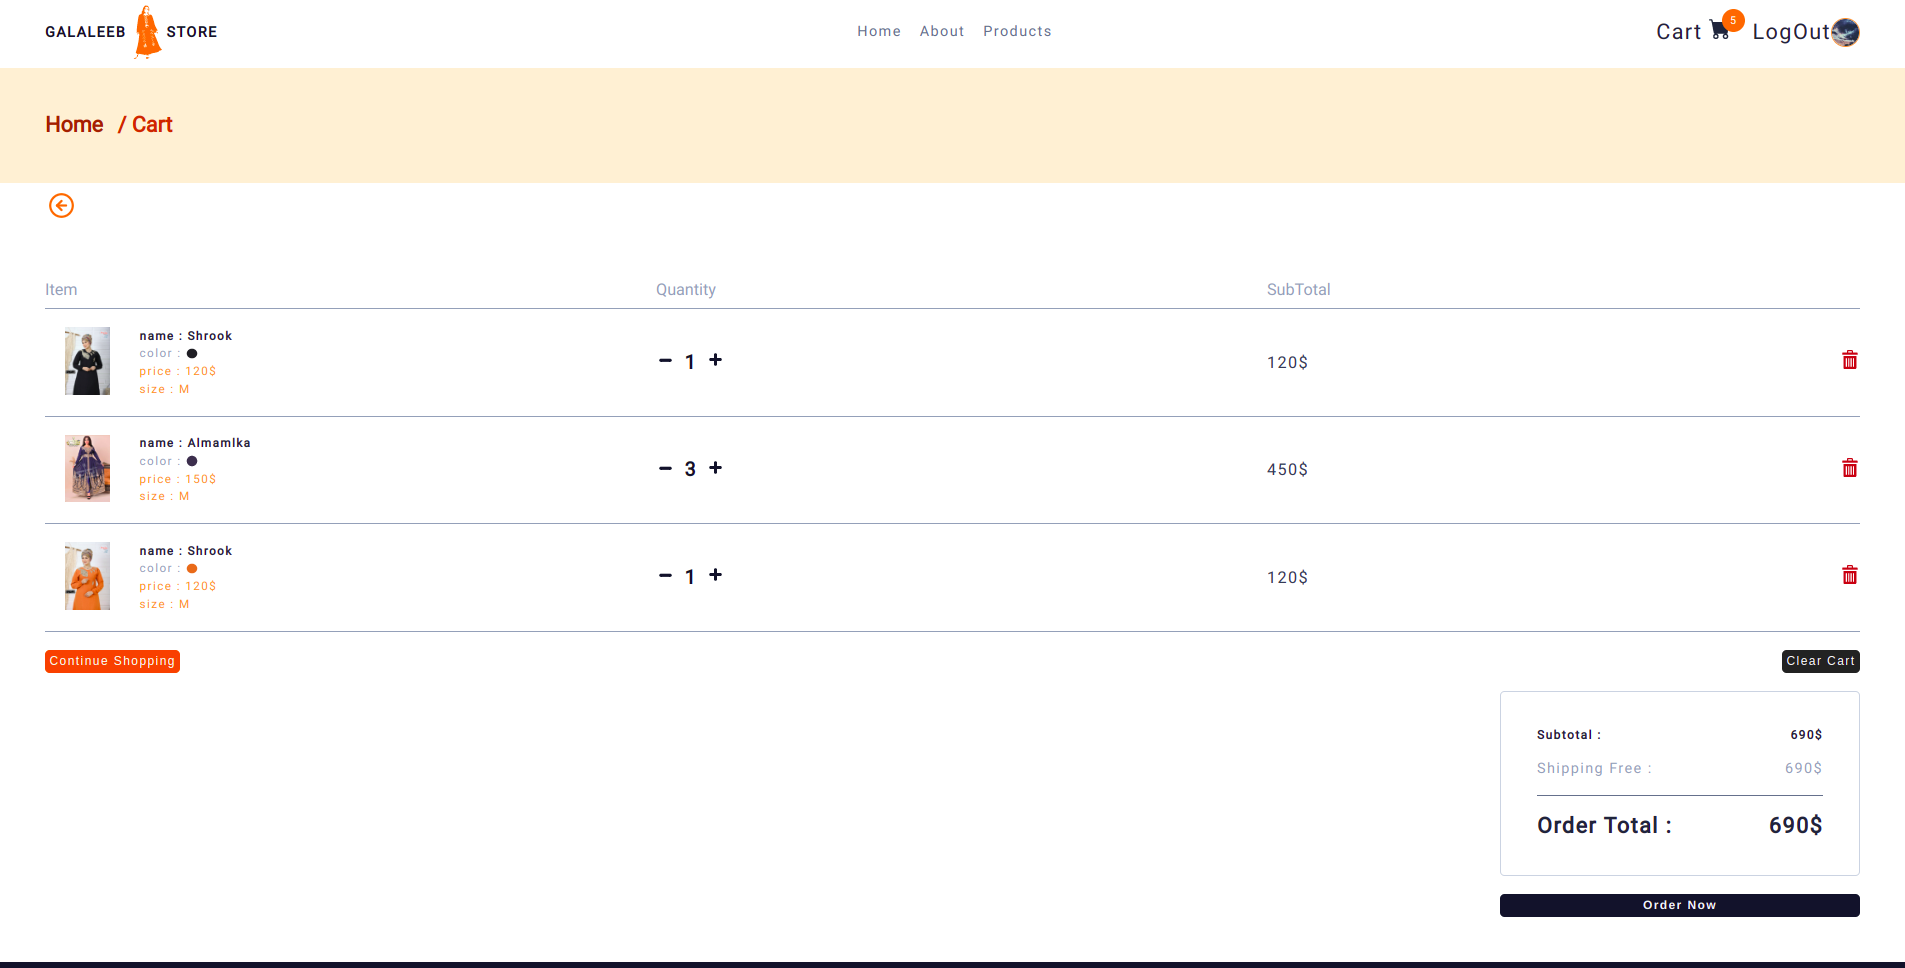 GALALEEB STORE
Home About Products
Cart 5 LogOut
Home / Cart
Item Quantity SubTotal
name : Shrook
color :
price : 120$
size : M
1
120$
name : Almamlka
color :
price : 150$
size : M
3
450$
name : Shrook
color :
price : 120$
size : M
1
120$
Continue Shopping
Clear Cart
Subtotal : 690$
Shipping Free : 690$
Order Total : 690$
Order Now